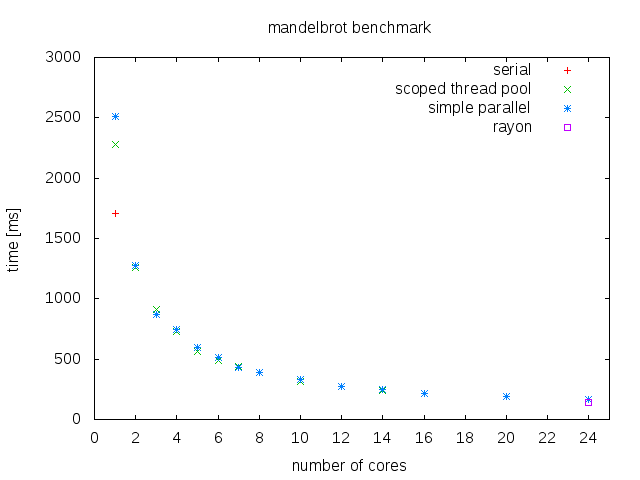 mandelbrot benchmark
3000
2500
2000
1500
1000
500
0
time [ms]
serial
scoped thread pool
simple parallel
rayon
0 2 4 6 8 10 12 14 16 18 20 22 24
number of cores